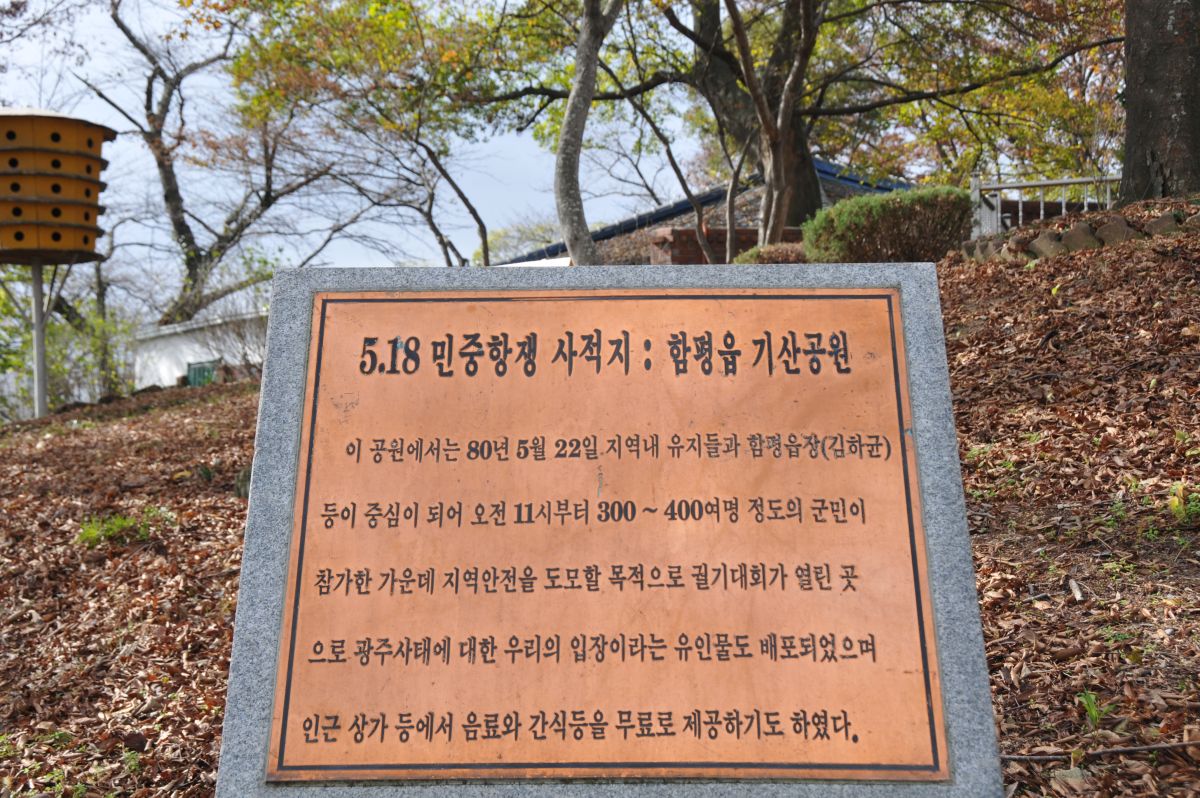 5.18 민중항쟁 사적지 : 함평읍 기산공원
이 공원에서는 80년 5월 22일 지역내 유지들과 함평읍장(김하균)
등이 중심이 되어 오전 11시부터 300 ~ 400여명 정도의 군민이
참가한 가운데 지역안전을 도모할 목적으로 궐기대회가 열린 곳
으로 광주사태에 대한 우리의 입장이라는 유인물도 배포되었으며
인근 상가 등에서 음료와 간식등을 무료로 제공하기도 하였다.